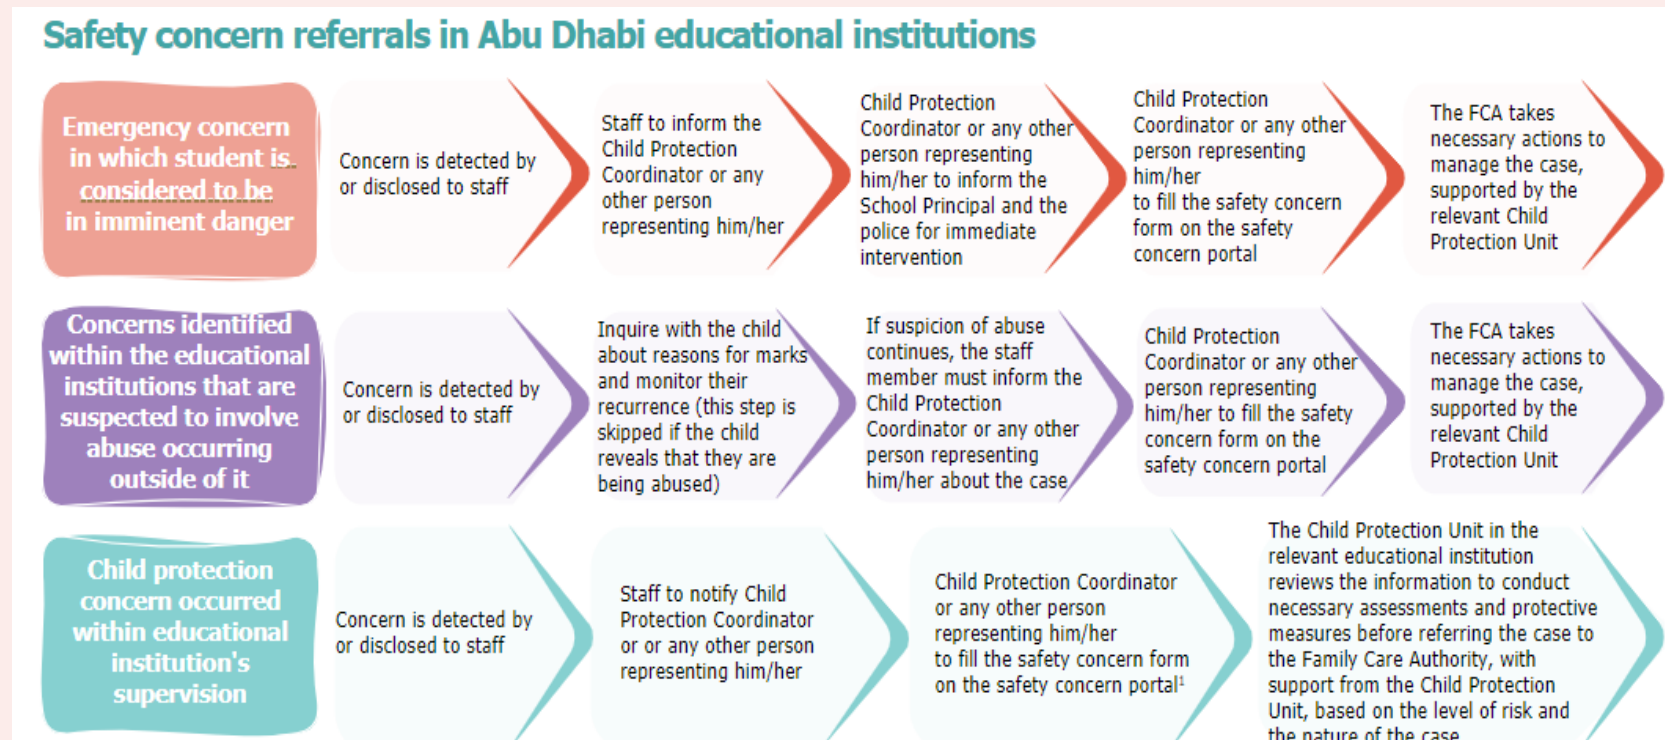 Safety concern referrals in Abu Dhabi educational institutions
Emergency concern
in which student is
considered to be
in imminent danger
Concern is detected by
or disclosed to staff
Staff to inform the
Child Protection
Coordinator or any
other person
representing him/her
Child Protection
Coordinator or any other
person representing
him/her to inform the
School Principal and the
police for immediate
intervention
Child Protection
Coordinator or any other
person representing
him/her
to fill the safety concern
form on the safety
concern portal
The FCA takes
necessary actions to
manage the case,
supported by the
relevant Child
Protection Unit
Concerns identified
within the educational
institutions that are
suspected to involve
abuse occurring
outside of it
Concern is detected by
or disclosed to staff
Inquire with the child
about reasons for marks
and monitor their
recurrence (this step is
skipped if the child
reveals that they are
being abused)
If suspicion of abuse
continues, the staff
member must inform the
Child Protection
Coordinator or any other
person representing
him/her about the case
Child Protection
Coordinator or any other
person representing
him/her to fill the safety
concern form on the
safety concern portal
The FCA takes
necessary actions to
manage the case,
supported by the
relevant Child
Protection Unit
Child protection
concern occurred
within educational
institution's
supervision
Concern is detected by
or disclosed to staff
Staff to notify Child
Protection Coordinator
or or any other person
representing him/her
Child Protection Coordinator
or any other person
representing him/her
to fill the safety concern form
on the safety concern portal¹
The Child Protection Unit in the
relevant educational institution
reviews the information to conduct
necessary assessments and protective
measures before referring the case to
the Family Care Authority, with
support from the Child Protection
Unit, based on the level of risk and
the nature of the case